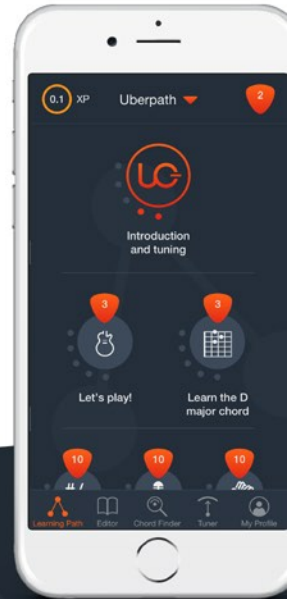 0.1 XP Uberpath 2
UG
Introduction
and tuning
3 3
Let's play! Learn the D
major chord
10 10 10
Learning Path Editor Chord Finder Tuner My Profile